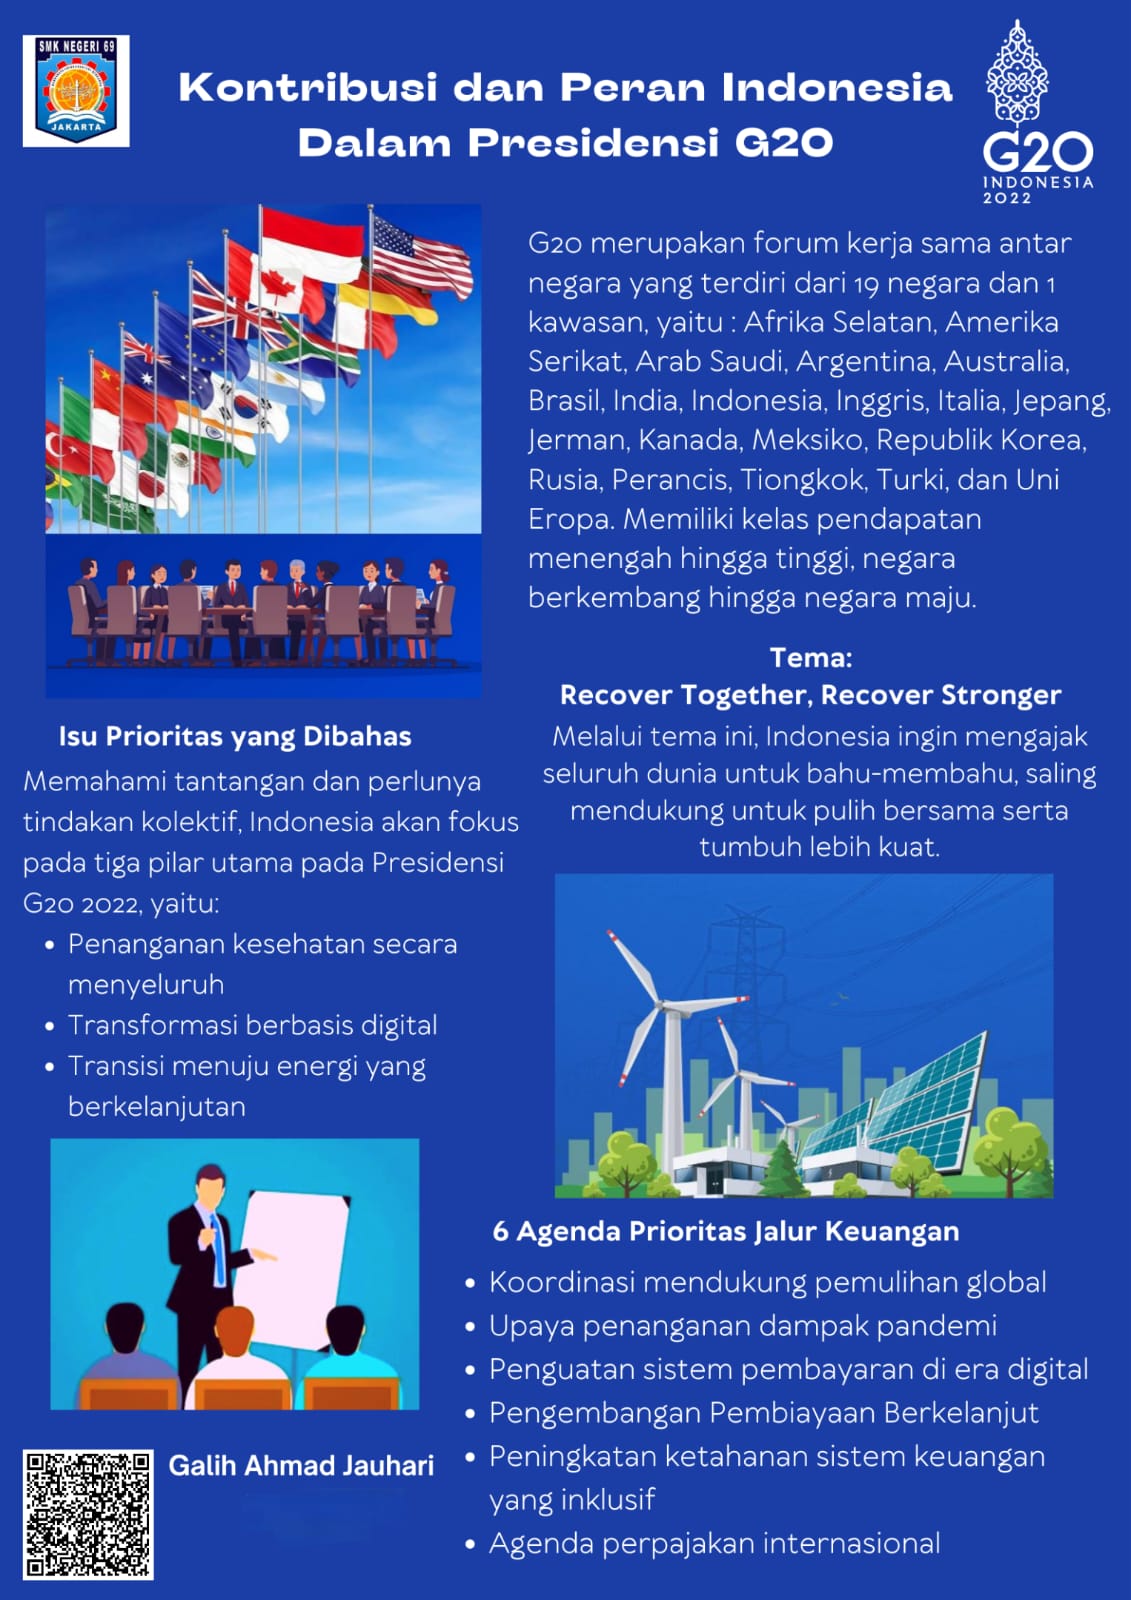 SMK NEGERI 69
JAKARTA
Kontribusi dan Peran Indonesia
Dalam Presidensi G20
G20
INDONESIA
2022
G20 merupakan forum kerja sama antar
negara yang terdiri dari 19 negara dan 1
kawasan, yaitu : Afrika Selatan, Amerika
Serikat, Arab Saudi, Argentina, Australia,
Brasil, India, Indonesia, Inggris, Italia, Jepang,
Jerman, Kanada, Meksiko, Republik Korea,
Rusia, Perancis, Tiongkok, Turki, dan Uni
Eropa. Memiliki kelas pendapatan
menengah hingga tinggi, negara
berkembang hingga negara maju.
Tema:
Recover Together, Recover Stronger
Melalui tema ini, Indonesia ingin mengajak
seluruh dunia untuk bahu-membahu, saling
mendukung untuk pulih bersama serta
tumbuh lebih kuat.
Isu Prioritas yang Dibahas
Memahami tantangan dan perlunya
tindakan kolektif, Indonesia akan fokus
pada tiga pilar utama pada Presidensi
G20 2022, yaitu:
• Penanganan kesehatan secara
menyeluruh
• Transformasi berbasis digital
• Transisi menuju energi yang
berkelanjutan
6 Agenda Prioritas Jalur Keuangan
• Koordinasi mendukung pemulihan global
• Upaya penanganan dampak pandemi
• Penguatan sistem pembayaran di era digital
• Pengembangan Pembiayaan Berkelanjut
• Peningkatan ketahanan sistem keuangan
yang inklusif
• Agenda perpajakan internasional
Galih Ahmad Jauhari